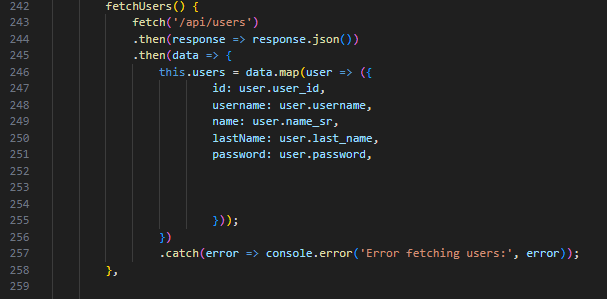 242 fetchUsers() {
243 fetch('/api/users')
244 .then(response => response.json())
245 .then(data => {
246 this.users = data.map(user => ({
247 id: user.user_id,
248 username: user.username,
249 name: user.name_sr,
250 lastName: user.last_name,
251 password: user.password,
252
253
254
255 }));
256 })
257 .catch(error => console.error('Error fetching users:', error));
258 },
259